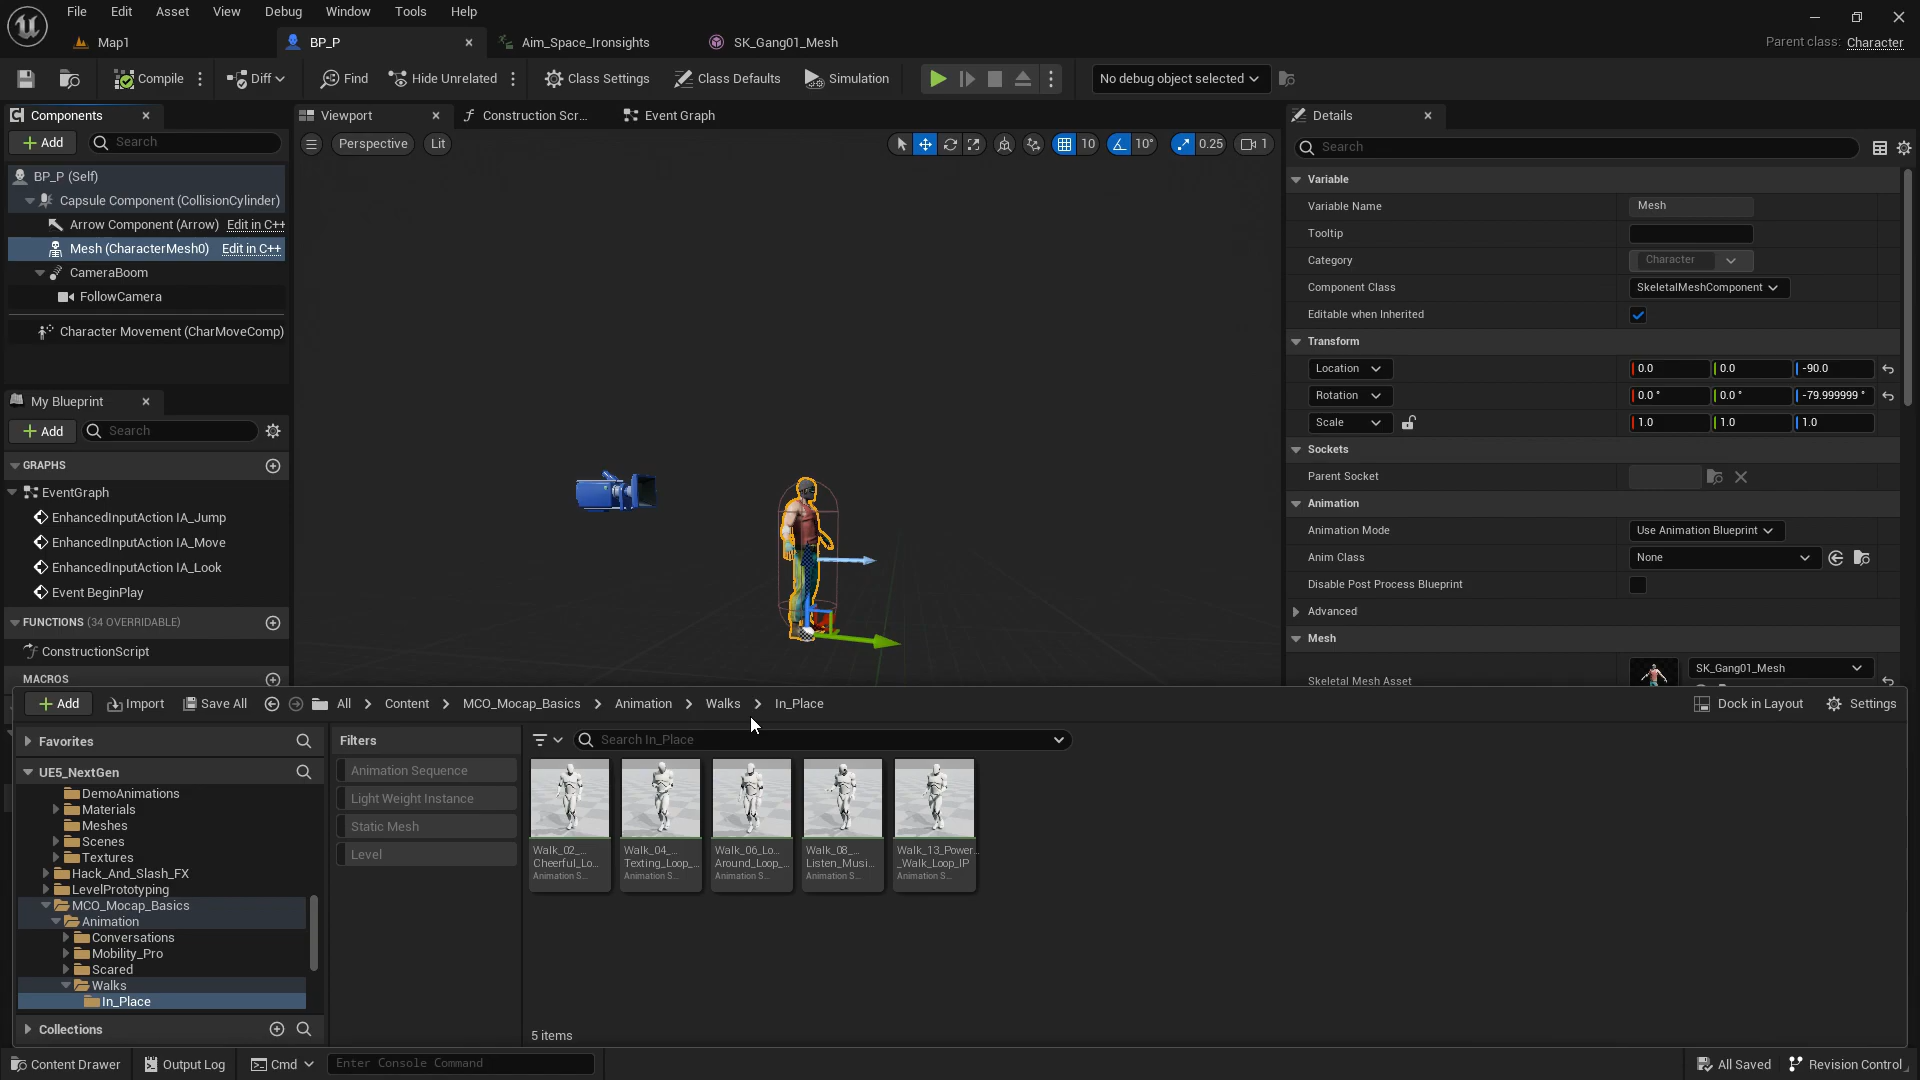 File Edit Asset View Debug Window Tools Help
Map1
BP_P
Aim_Space_Ironsights
SK_Gang01_Mesh
Parent class: Character
Compile
Diff
Find
Hide Unrelated
Class Settings
Class Defaults
Simulation
No debug object selected
Components
Add
Search
BP_P (Self)
Capsule Component (CollisionCylinder)
Arrow Component (Arrow) Edit in C++
Mesh (CharacterMesh0) Edit in C++
CameraBoom
FollowCamera
Character Movement (CharMoveComp)
My Blueprint
Add
Search
GRAPHS
EventGraph
EnhancedInputAction IA_Jump
EnhancedInputAction IA_Move
EnhancedInputAction IA_Look
Event BeginPlay
FUNCTIONS (34 OVERRIDABLE)
ConstructionScript
MACROS
Viewport
Construction Scr...
Event Graph
Perspective
Lit
10
10°
0.25
1
Details
Search
Variable
Variable Name Mesh
Tooltip
Category Character
Component Class SkeletalMeshComponent
Editable when Inherited
Transform
Location 0.0 0.0 -90.0
Rotation 0.0 ° 0.0 ° -79.999999 °
Scale 1.0 1.0 1.0
Sockets
Parent Socket
Animation
Animation Mode Use Animation Blueprint
Anim Class None
Disable Post Process Blueprint
Advanced
Mesh
Skeletal Mesh Asset SK_Gang01_Mesh
Add
Import
Save All
All Content MCO_Mocap_Basics Animation Walks In_Place
Dock in Layout
Settings
Favorites
UE5_NextGen
DemoAnimations
Materials
Meshes
Scenes
Textures
Hack_And_Slash_FX
LevelPrototyping
MCO_Mocap_Basics
Animation
Conversations
Mobility_Pro
Scared
Walks
In_Place
Collections
Filters
Animation Sequence
Light Weight Instance
Static Mesh
Level
Search In_Place
Walk_02_...
Cheerful_Lo...
Animation S...
Walk_04_...
Texting_Loop_...
Animation S...
Walk_06_Lo...
Around_Loop_...
Animation S...
Walk_08_...
Listen_Musi...
Animation S...
Walk_13_Power
_Walk_Loop_IP
Animation S...
5 items
Content Drawer
Output Log
Cmd
Enter Console Command
All Saved
Revision Control